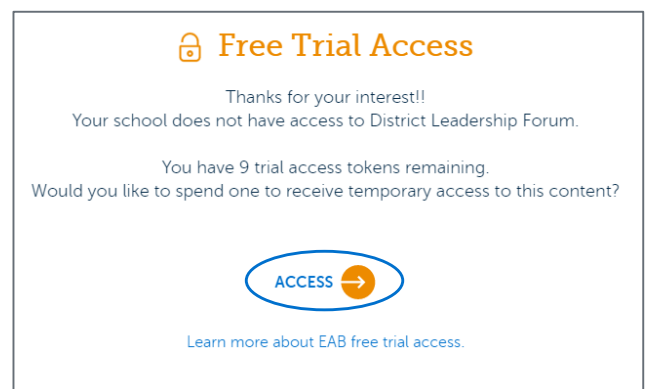 Free Trial Access
Thanks for your interest!!
Your school does not have access to District Leadership Forum.
You have 9 trial access tokens remaining.
Would you like to spend one to receive temporary access to this content?
ACCESS
Learn more about EAB free trial access.